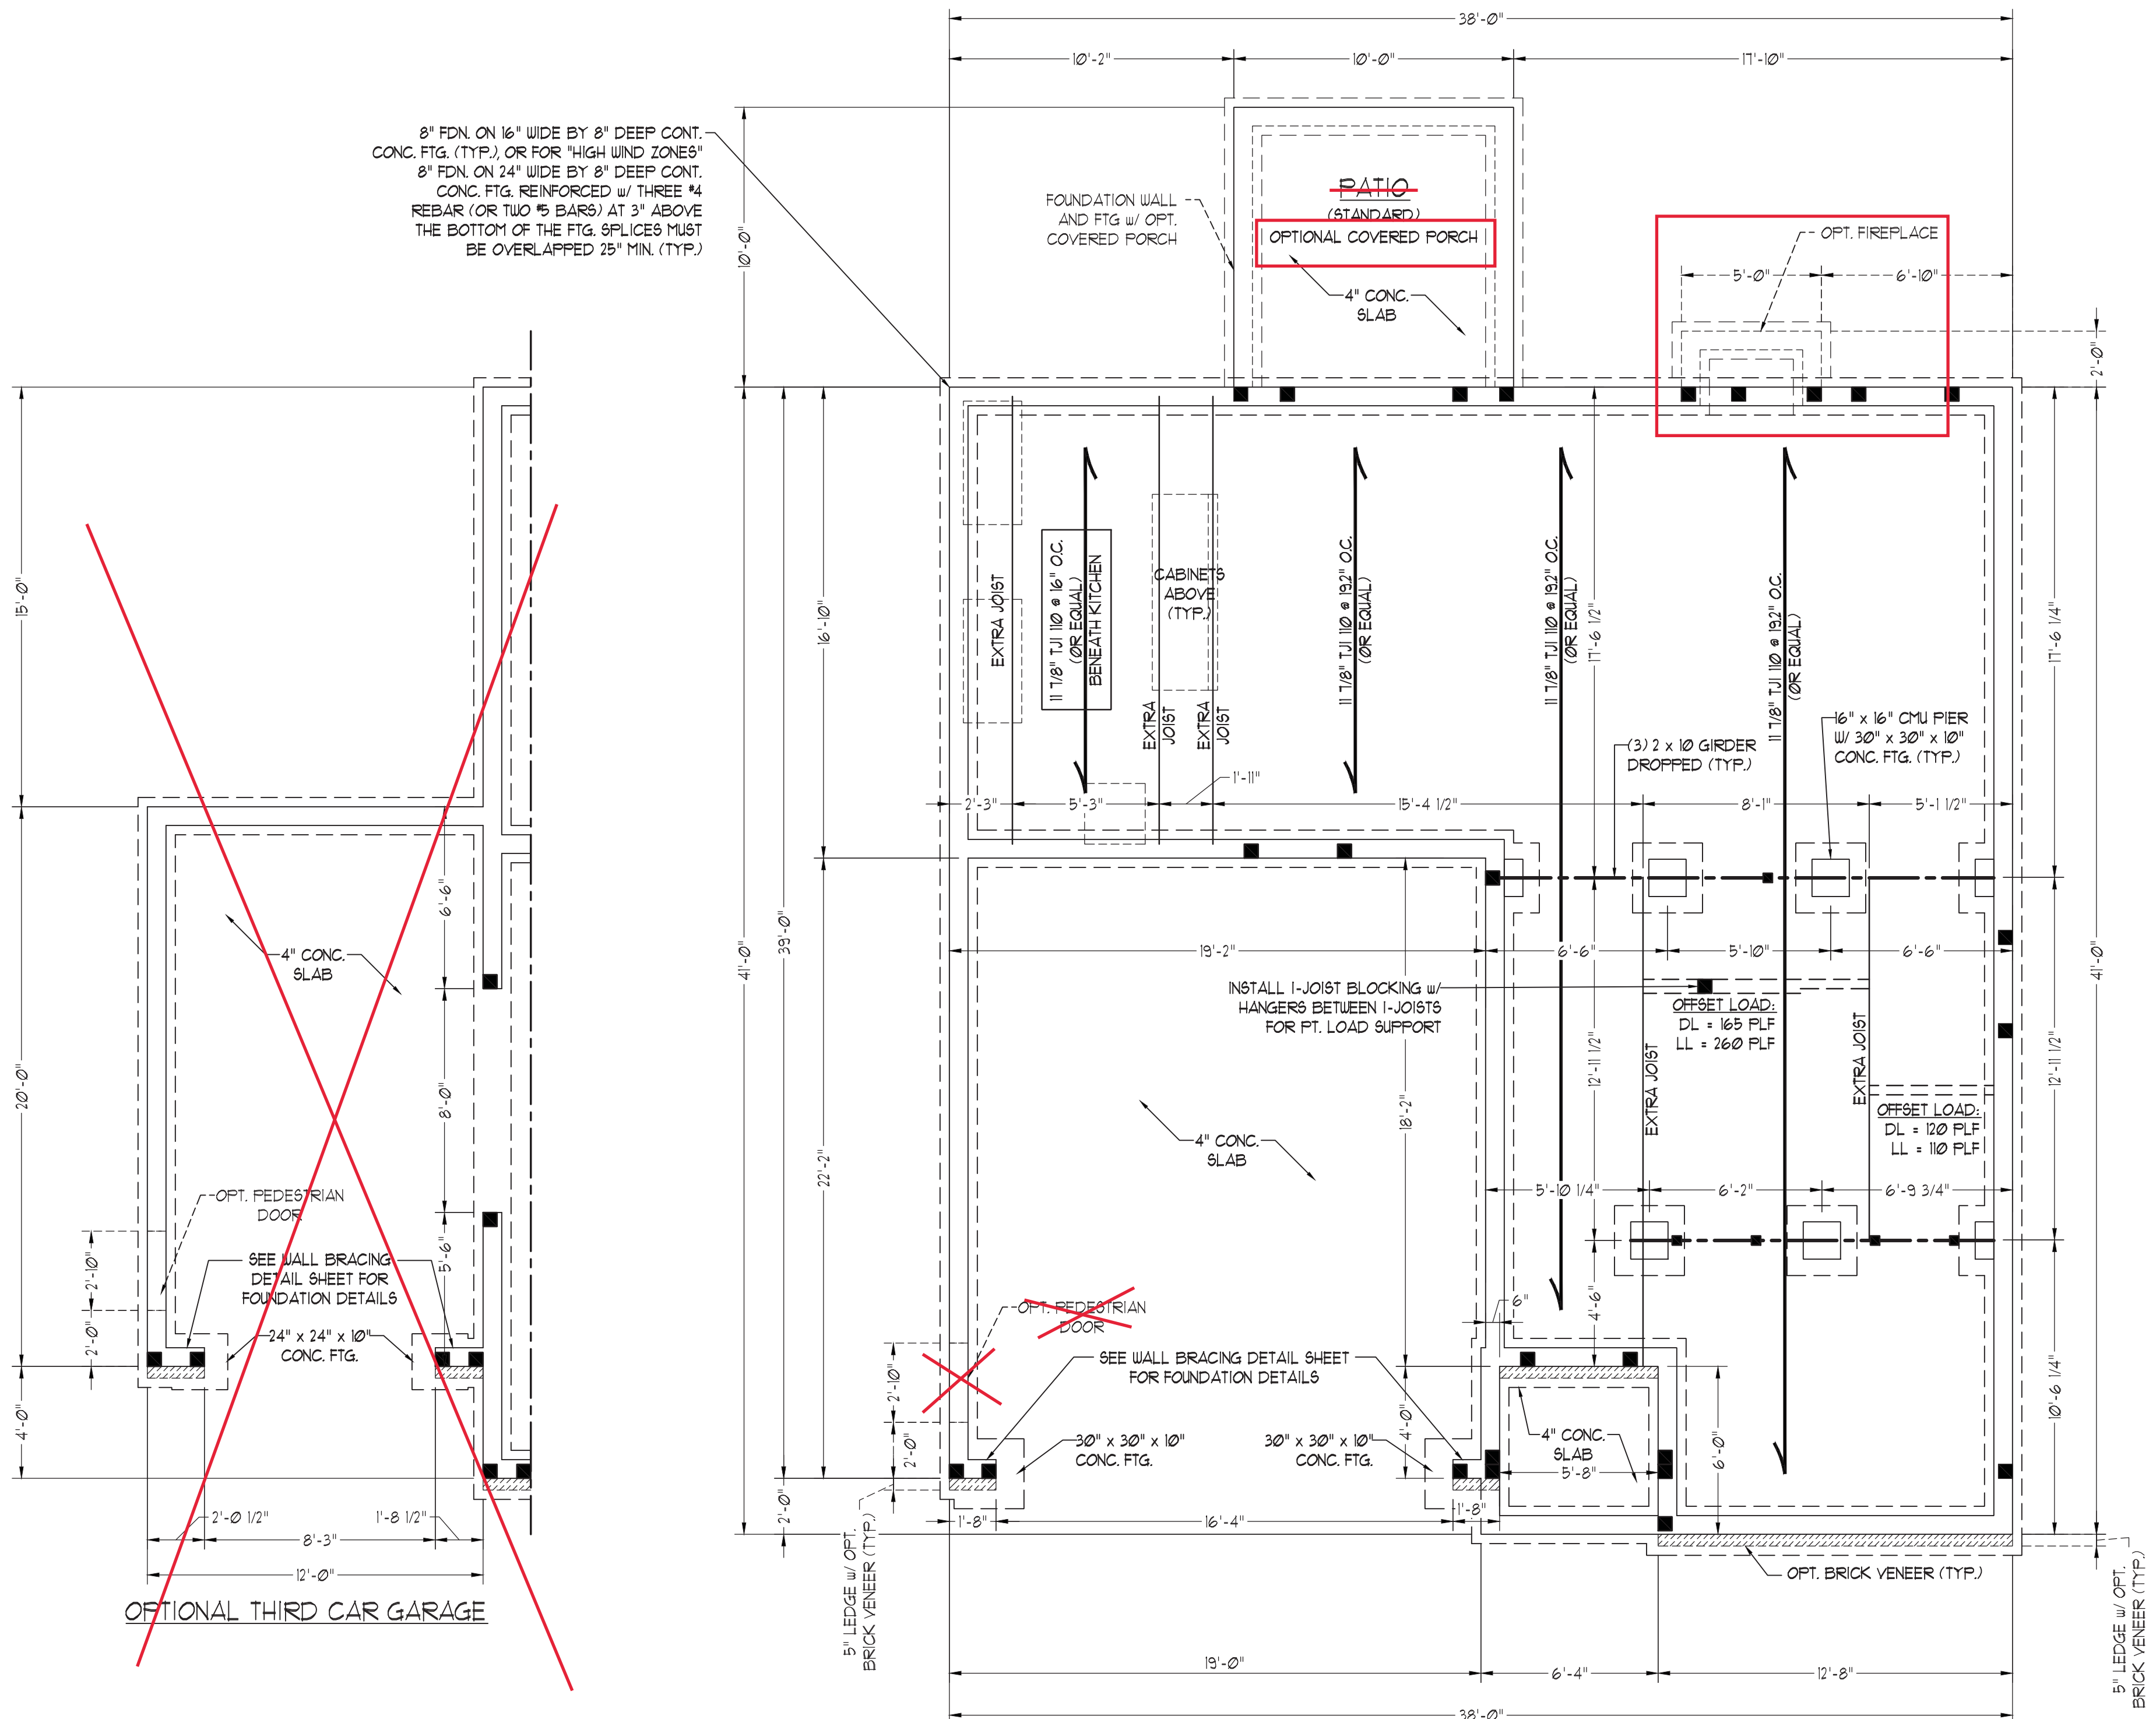 38'-0"
10'-2"
10'-0"
17'-10"
8" FDN. ON 16" WIDE BY 8" DEEP CONT.
CONC. FTG. (TYP.), OR FOR "HIGH WIND ZONES"
8" FDN. ON 24" WIDE BY 8" DEEP CONT.
CONC. FTG. REINFORCED w/ THREE #4
REBAR (OR TWO #5 BARS) AT 3" ABOVE
THE BOTTOM OF THE FTG. SPLICES MUST
BE OVERLAPPED 25" MIN. (TYP.)
10'-0"
FOUNDATION WALL
AND FTG w/ OPT.
COVERED PORCH
PATIO
(STANDARD)
OPTIONAL COVERED PORCH
4" CONC.
SLAB
OPT. FIREPLACE
5'-0"
6'-10"
2'-0"
15'-0"
20'-0"
4'-0"
6'-6"
8'-0"
5'-6"
4" CONC.
SLAB
OPT. PEDESTRIAN
DOOR
2'-10"
2'-0"
SEE WALL BRACING
DETAIL SHEET FOR
FOUNDATION DETAILS
24" x 24" x 10"
CONC. FTG.
2'-0 1/2"
1'-8 1/2"
8'-3"
12'-0"
OPTIONAL THIRD CAR GARAGE
41'-0"
39'-0"
16'-10"
22'-2"
2'-0"
EXTRA JOIST
11 7/8" TJI 110 @ 16" O.C.
(OR EQUAL)
BENEATH KITCHEN
CABINETS
ABOVE
(TYP.)
EXTRA
JOIST
EXTRA
JOIST
11 7/8" TJI 110 @ 19.2" O.C.
(OR EQUAL)
11 7/8" TJI 110 @ 19.2" O.C.
(OR EQUAL)
17'-6 1/2"
11 7/8" TJI 110 @ 19.2" O.C.
(OR EQUAL)
17'-6 1/4"
(3) 2 x 10 GIRDER
DROPPED (TYP.)
16" x 16" CMU PIER
W/ 30" x 30" x 10"
CONC. FTG. (TYP.)
1'-11"
2'-3"
5'-3"
15'-4 1/2"
8'-1"
5'-1 1/2"
19'-2"
6'-6"
5'-10"
6'-6"
41'-0"
INSTALL I-JOIST BLOCKING w/
HANGERS BETWEEN I-JOISTS
FOR PT. LOAD SUPPORT
OFFSET LOAD:
DL = 165 PLF
LL = 260 PLF
12'-11 1/2"
EXTRA JOIST
EXTRA JOIST
12'-11 1/2"
OFFSET LOAD:
DL = 120 PLF
LL = 110 PLF
18'-2"
4" CONC.
SLAB
5'-10 1/4"
6'-2"
6'-9 3/4"
4'-6"
6"
10'-6 1/4"
OPT. PEDESTRIAN
DOOR
2'-10"
2'-0"
SEE WALL BRACING DETAIL SHEET
FOR FOUNDATION DETAILS
30" x 30" x 10"
CONC. FTG.
30" x 30" x 10"
CONC. FTG.
4'-0"
4" CONC.
SLAB
5'-8"
6'-0"
1'-8"
16'-4"
1'-8"
5" LEDGE w/ OPT.
BRICK VENEER (TYP.)
OPT. BRICK VENEER (TYP.)
5" LEDGE w/ OPT.
BRICK VENEER (TYP.)
19'-0"
6'-4"
12'-8"
38'-0"